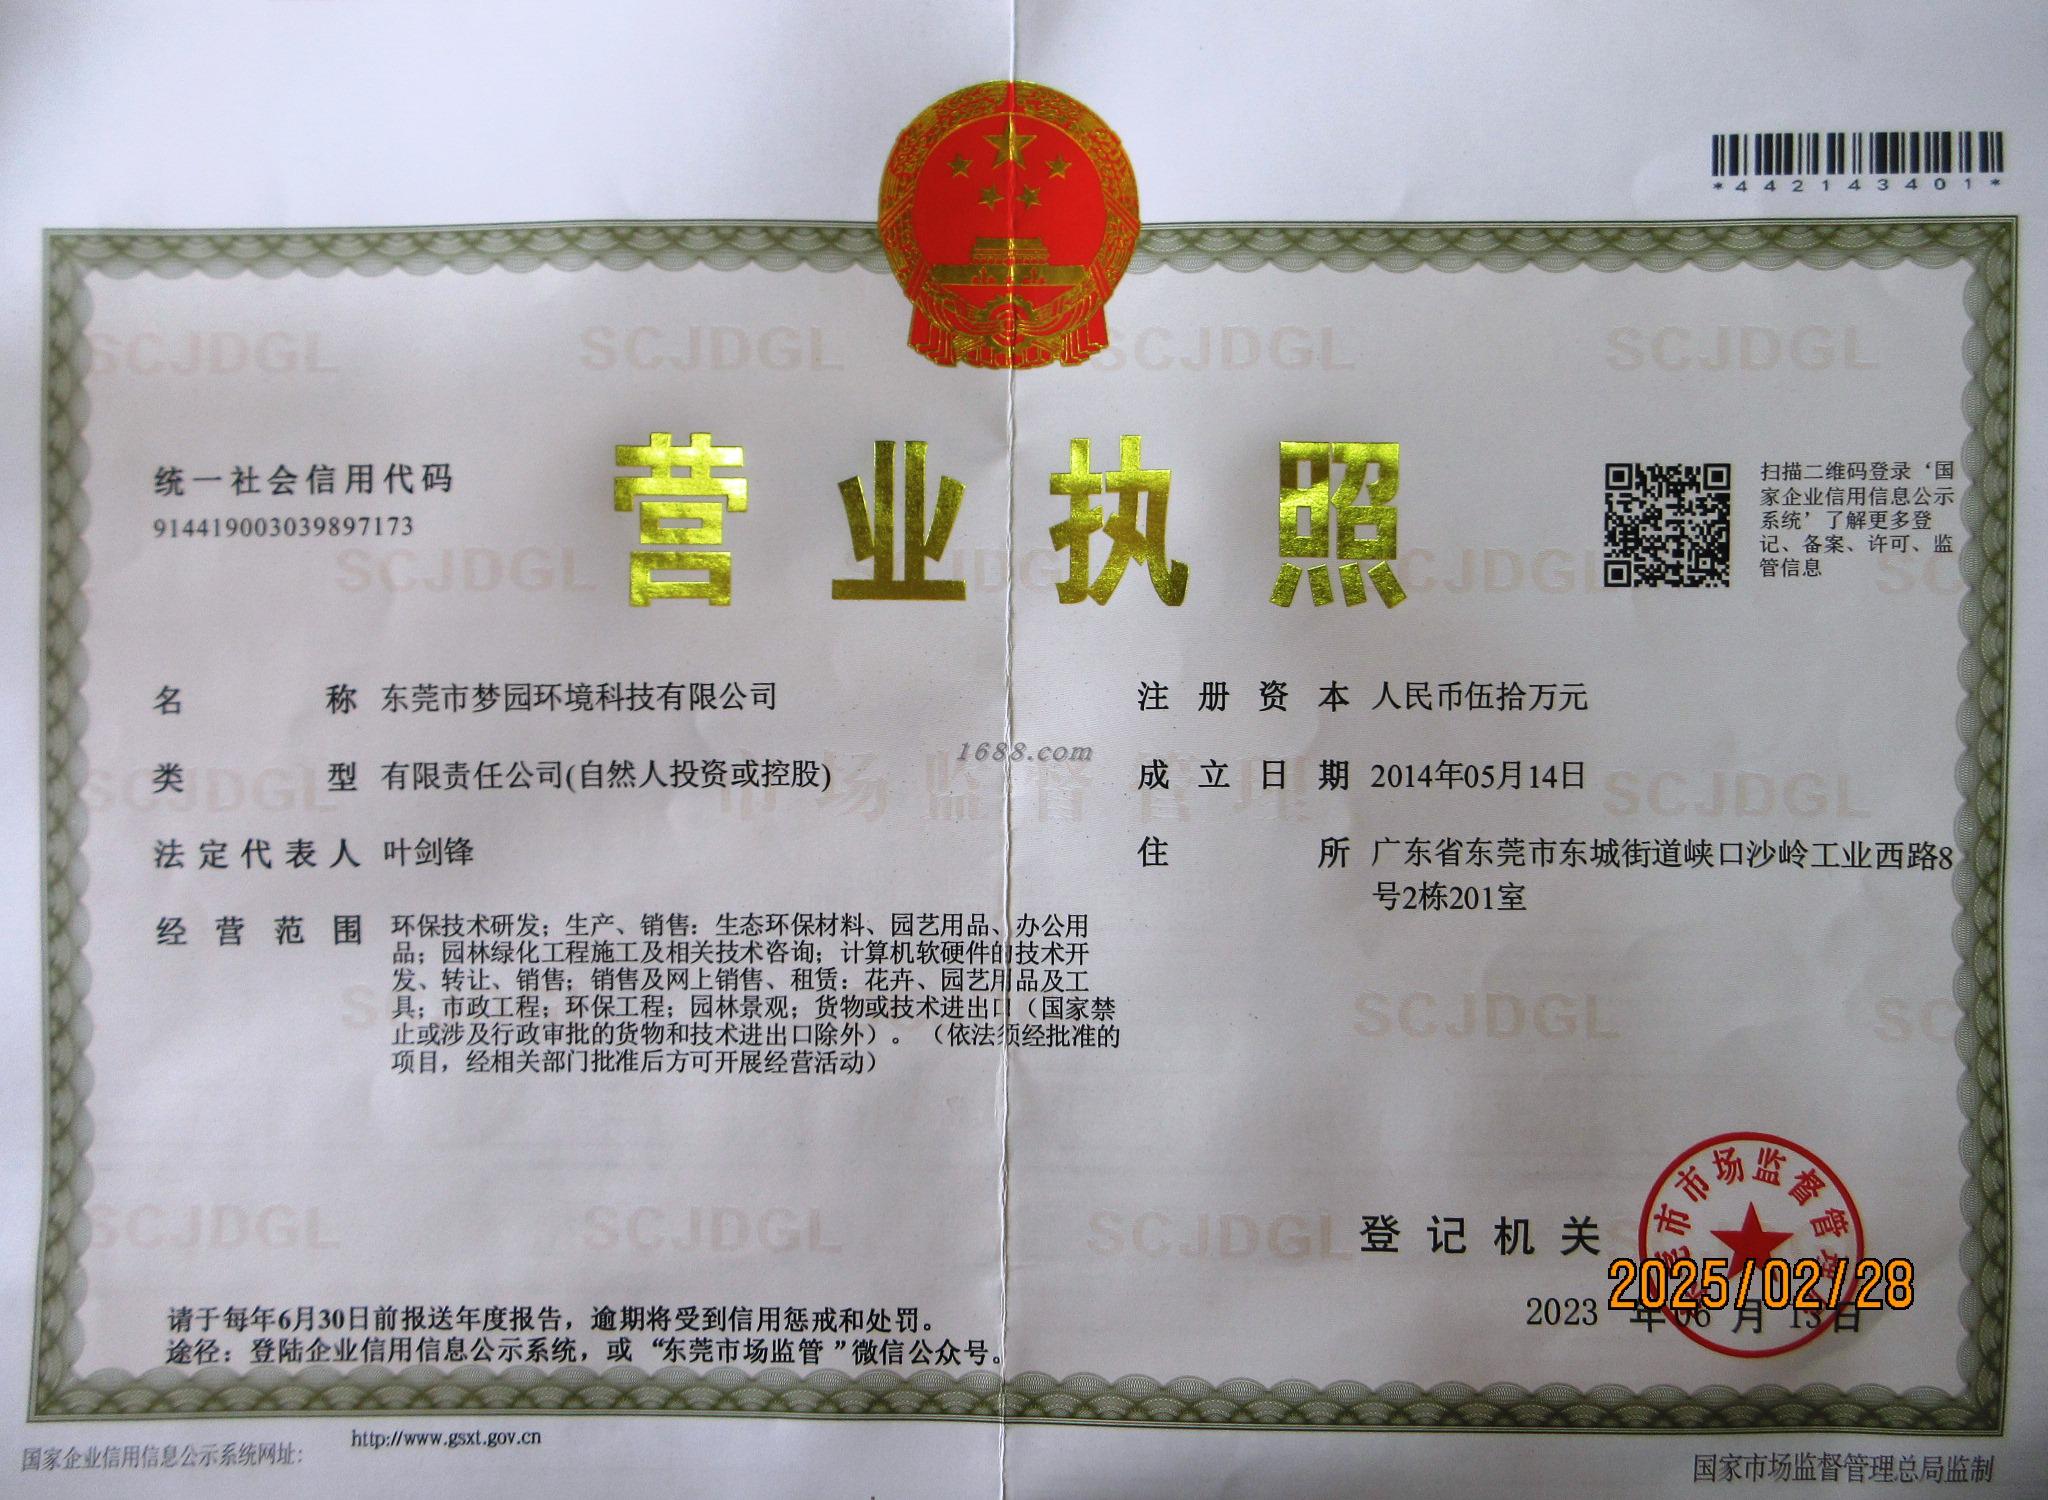 *442143401*
统一社会信用代码
914419003039897173
营业执照
扫描二维码登录‘国
家企业信用信息公示
系统’了解更多登
记、备案、许可、监
管信息
名称 东莞市梦园环境科技有限公司
类型 有限责任公司(自然人投资或控股)
法定代表人 叶剑锋
经营范围 环保技术研发；生产、销售：生态环保材料、园艺用品、办公用
品；园林绿化工程施工及相关技术咨询；计算机软硬件的技术开
发、转让、销售；销售及网上销售、租赁：花卉、园艺用品及工
具；市政工程；环保工程；园林景观；货物或技术进出口（国家禁
止或涉及行政审批的货物和技术进出口除外）。（依法须经批准的
项目，经相关部门批准后方可开展经营活动）
注册资本 人民币伍拾万元
成立日期 2014年05月14日
住所 广东省东莞市东城街道峡口沙岭工业西路8
号2栋201室
1688.com
市场监督管理
SCJDGL
登记机关
莞市市场监督管理
2025/02/28
2023 年 06 月 13 日
请于每年6月30日前报送年度报告，逾期将受到信用惩戒和处罚。
途径：登陆企业信用信息公示系统，或“东莞市场监管”微信公众号。
国家企业信用信息公示系统网址： http://www.gsxt.gov.cn
国家市场监督管理总局监制